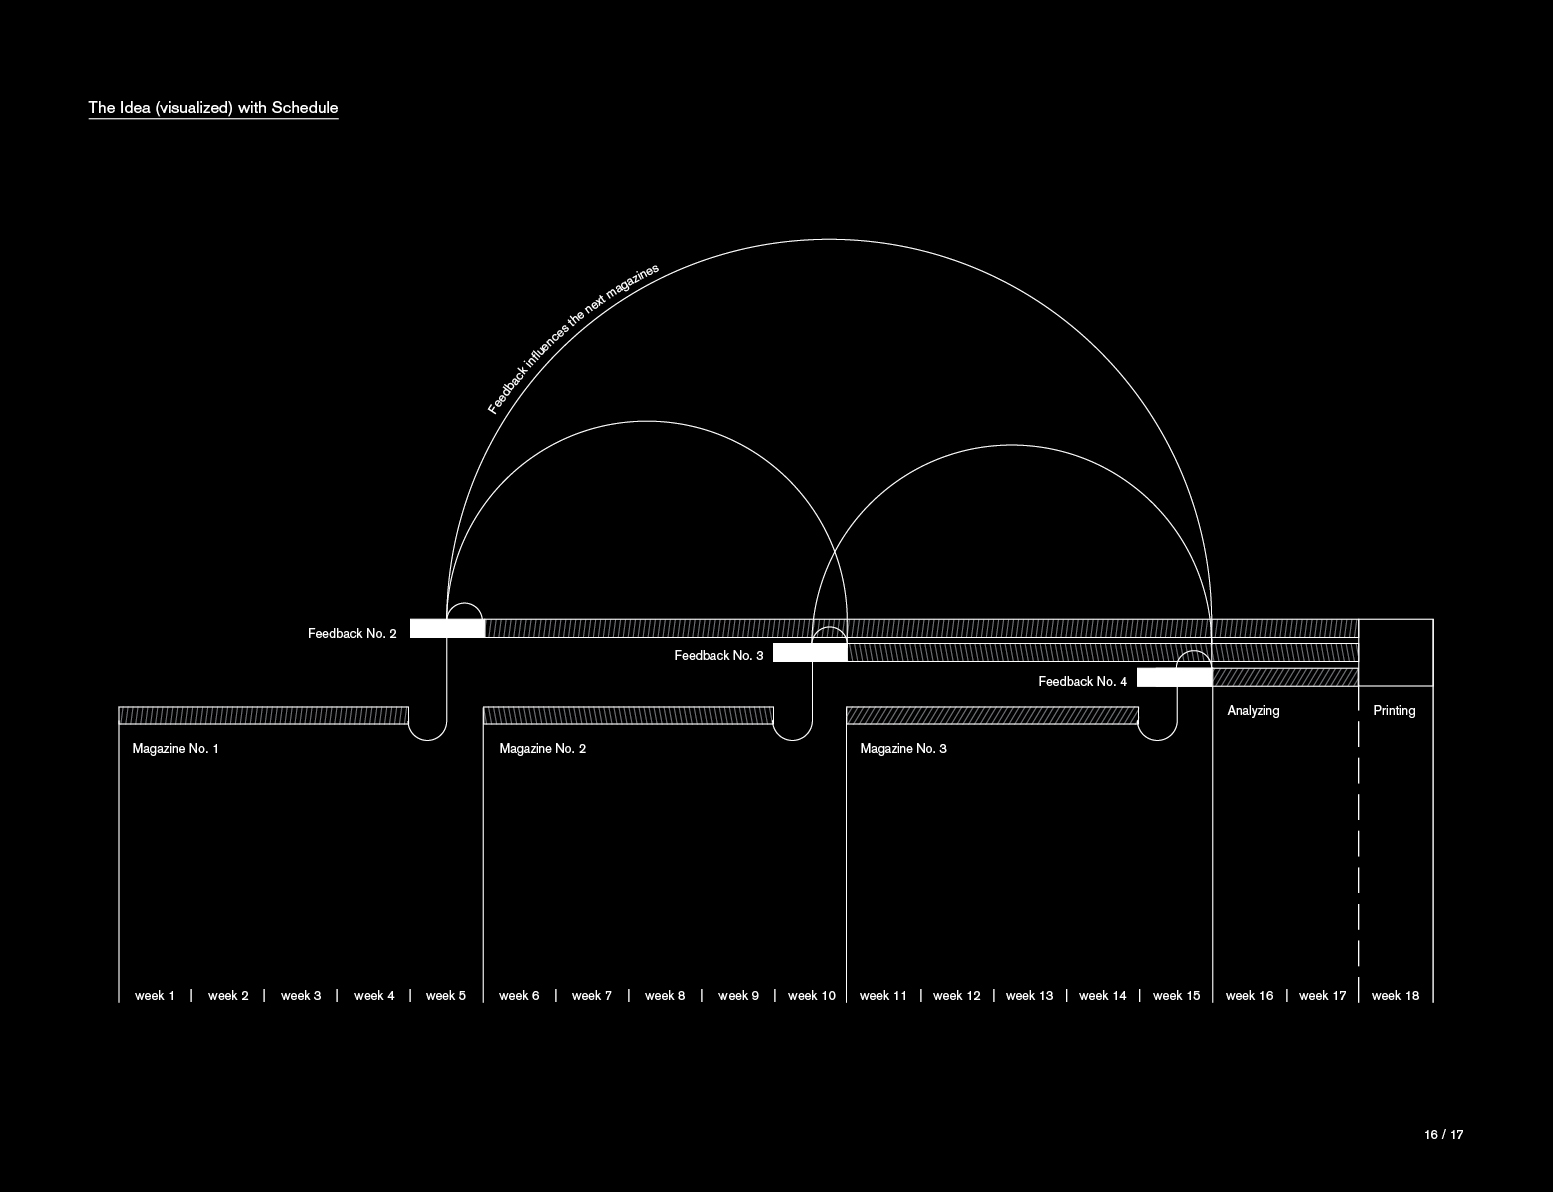 The Idea (visualized) with Schedule
Feedback influences the next magazines
Feedback No. 2
Feedback No. 3
Feedback No. 4
Analyzing
Printing
Magazine No. 1
Magazine No. 2
Magazine No. 3
week 1 | week 2 | week 3 | week 4 | week 5 week 6 | week 7 | week 8 | week 9 | week 10 week 11 | week 12 | week 13 | week 14 | week 15 week 16 | week 17 week 18
16 / 17